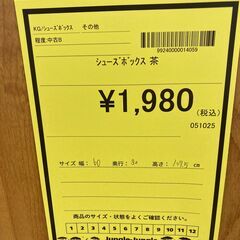 KG/シューズボックス その他
程度:中古B
99240000014059
シューズボックス 茶
¥1,980
(税込)
051025
サイズ 幅: 60 奥行: 30 高さ: cm
商品のサイズ・状態をよくご確認ください
1 2 3 4 5 6 7 8 9 10 11 12
Jungle-Jungle